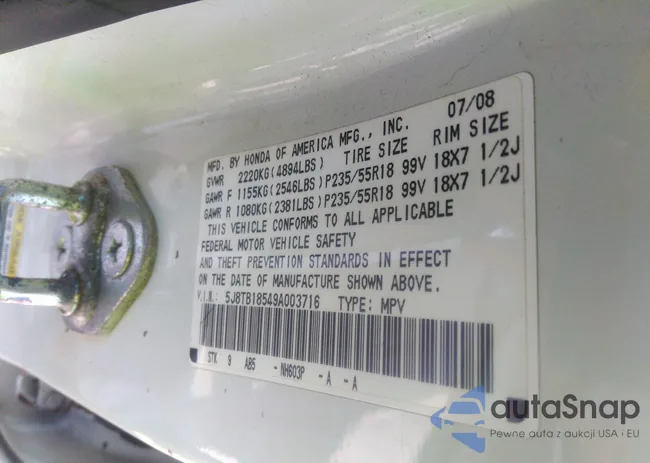 07/08
MFD. BY HONDA OF AMERICA MFG., INC.
GVWR 2220KG(4894LBS) TIRE SIZE RIM SIZE
GAWR F 1155KG(2546LBS)P235/55R18 99V 18X7 1/2J
GAWR R 1080KG(2381LBS)P235/55R18 99V 18X7 1/2J
THIS VEHICLE CONFORMS TO ALL APPLICABLE
FEDERAL MOTOR VEHICLE SAFETY
AND THEFT PREVENTION STANDARDS IN EFFECT
ON THE DATE OF MANUFACTURE SHOWN ABOVE.
V.I.N.: 5J8TB18549A003716 TYPE: MPV
STK 9 AB5 -NH603P -A -A
autaSnap
Pewne auta z aukcji USA i EU